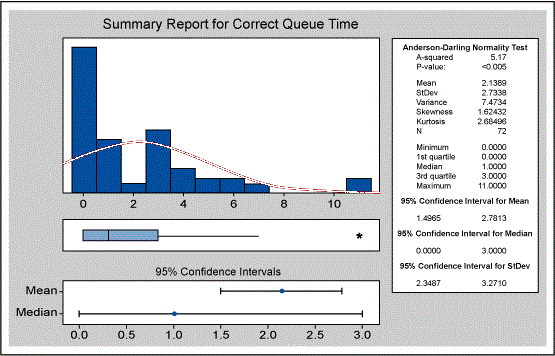 Summary Report for Correct Queue Time
0 2 4 6 8 10
*
95% Confidence Intervals
Mean
Median
0.0 0.5 1.0 1.5 2.0 2.5 3.0
Anderson-Darling Normality Test
A-squared 5.17
P-value: <0.005
Mean 2.1389
StDev 2.7338
Variance 7.4734
Skewness 1.62432
Kurtosis 2.68496
N 72
Minimum 0.0000
1st quartile 0.0000
Median 1.0000
3rd quartile 3.0000
Maximum 11.0000
95% Confidence Interval for Mean
1.4965 2.7813
95% Confidence Interval for Median
0.0000 3.0000
95% Confidence Interval for StDev
2.3487 3.2710